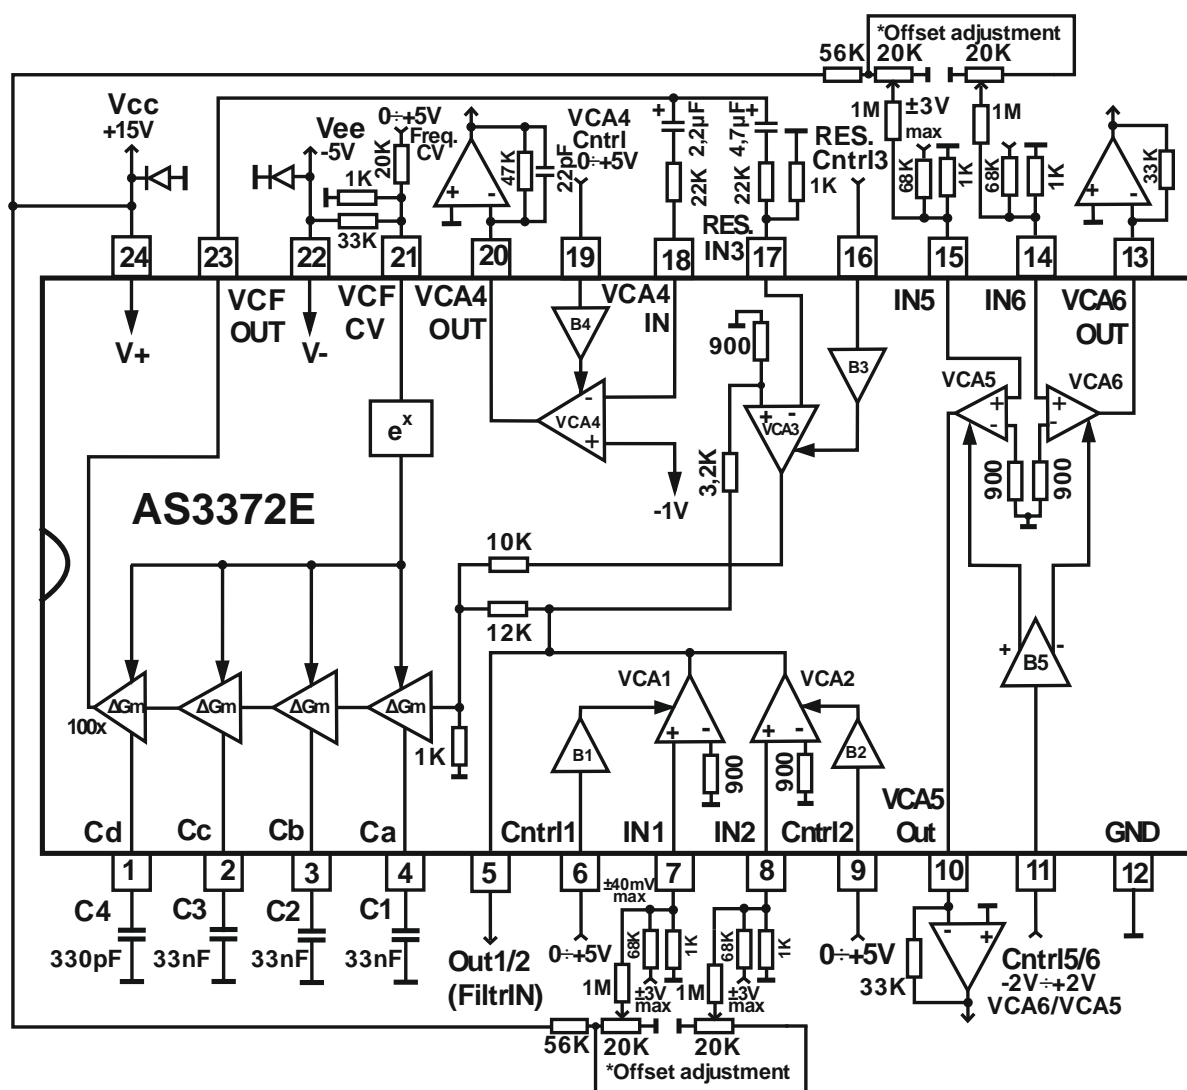 *Offset adjustment
56K 20K 20K
Vcc
+15V
Vee
-5V
0÷+5V
Freq.
CV
20K
1K
33K
47K
22pF
VCA4
Cntrl
0÷+5V
2,2µF
22K
4,7µF
22K
1K
RES.
Cntrl3
1M
±3V
max
68K
1K
1M
68K
1K
33K
RES.
IN3
24 23 22 21 20 19 18 17 16 15 14 13
V+
VCF
OUT
V-
VCF
CV
VCA4
OUT
B4
VCA4
IN
IN5
IN6
VCA6
OUT
900
B3
VCA5
VCA6
VCA4
VCA3
e^x
3,2K
-1V
900
900
AS3372E
10K
12K
ΔGm ΔGm ΔGm ΔGm
100x
1K
VCA1
VCA2
B1
B2
900
900
B5
+ -
Cd Cc Cb Ca
Cntrl1 IN1 IN2 Cntrl2
VCA5
Out
GND
1 2 3 4 5 6 7 8 9 10 11 12
C4
330pF
C3
33nF
C2
33nF
C1
33nF
Out1/2
(FiltrIN)
0÷+5V
±40mV
max
68K
1K
1M
±3V
max
68K
1K
1M
±3V
max
0÷+5V
33K
Cntrl5/6
-2V÷+2V
VCA6/VCA5
56K 20K 20K
*Offset adjustment